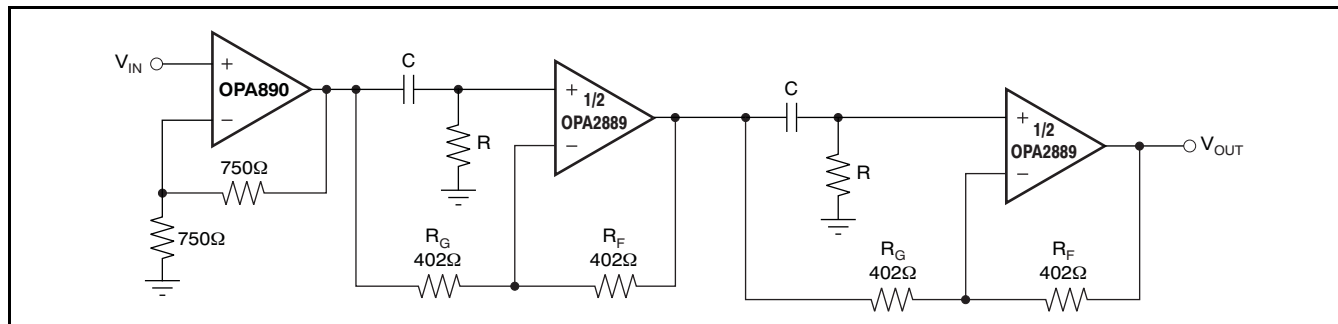 V_IN
+
OPA890
−
750Ω
750Ω
C
R
+
1/2
OPA2889
−
R_G
402Ω
R_F
402Ω
C
R
+
1/2
OPA2889
−
V_OUT
R_G
402Ω
R_F
402Ω